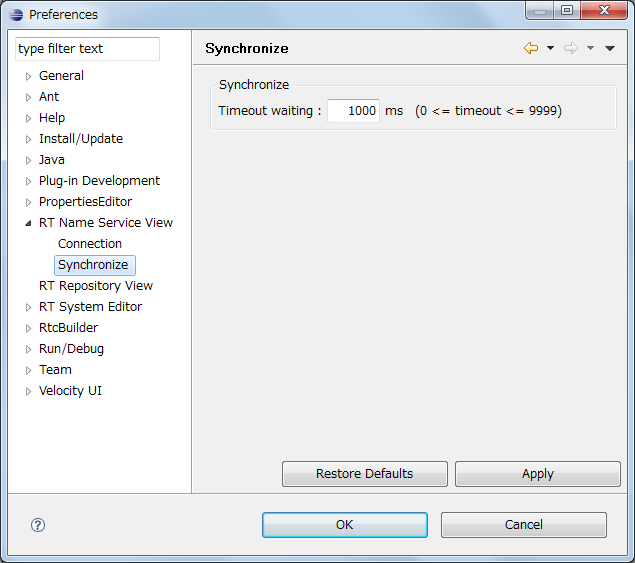 Preferences
type filter text
General
Ant
Help
Install/Update
Java
Plug-in Development
PropertiesEditor
RT Name Service View
Connection
Synchronize
RT Repository View
RT System Editor
RtcBuilder
Run/Debug
Team
Velocity UI
Synchronize
Synchronize
Timeout waiting : 1000 ms (0 <= timeout <= 9999)
Restore Defaults Apply
? OK Cancel